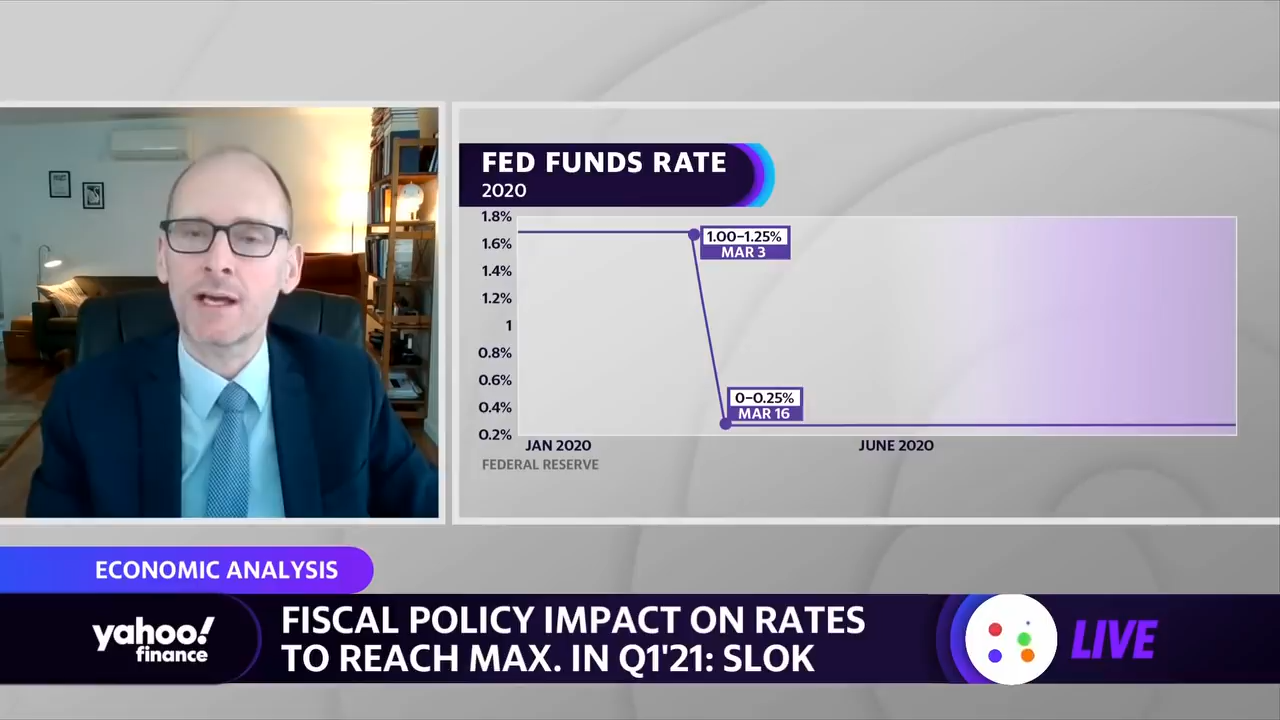 FED FUNDS RATE
2020
1.8%
1.6%
1.4%
1.2%
1
0.8%
0.6%
0.4%
0.2%
1.00–1.25%
MAR 3
0–0.25%
MAR 16
JAN 2020
JUNE 2020
FEDERAL RESERVE
ECONOMIC ANALYSIS
yahoo!
finance
FISCAL POLICY IMPACT ON RATES
TO REACH MAX. IN Q1'21: SLOK
LIVE